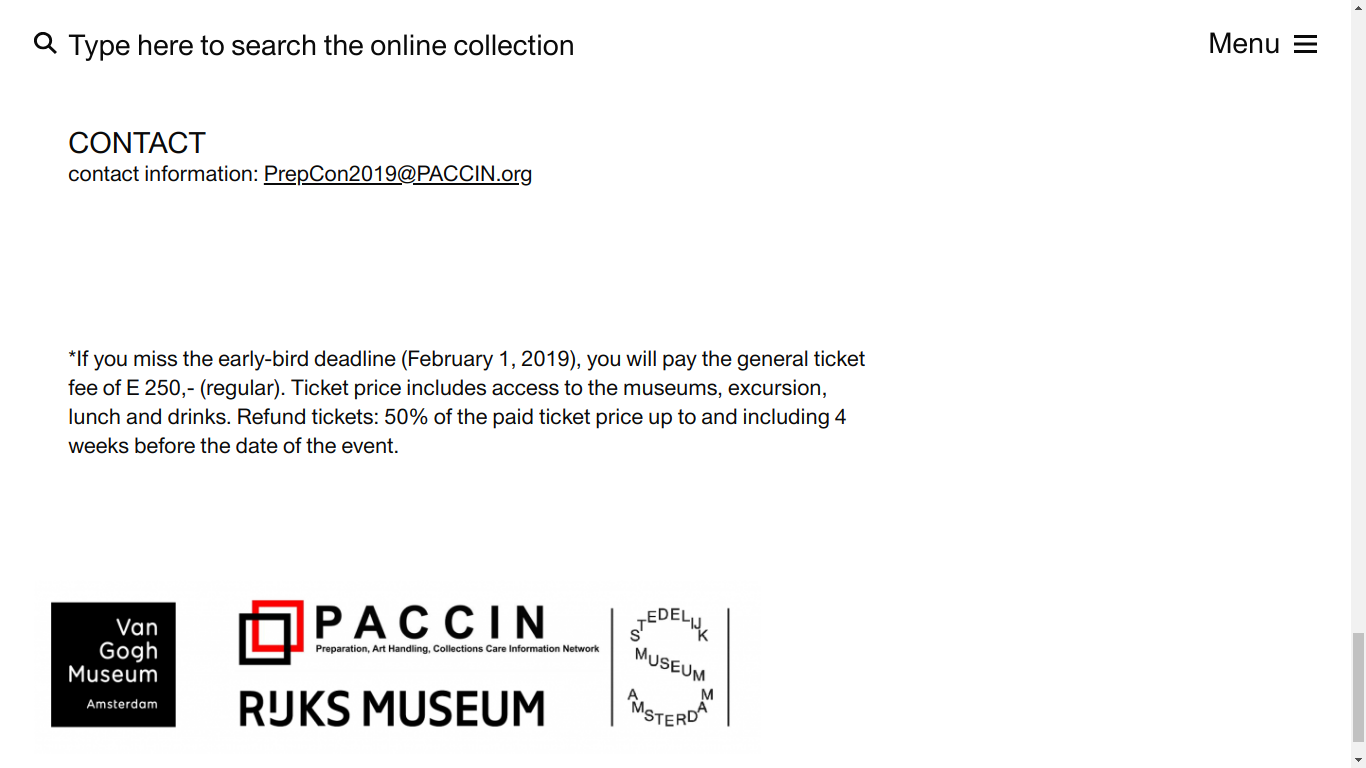 Type here to search the online collection
Menu
CONTACT
contact information: PrepCon2019@PACCIN.org
*If you miss the early-bird deadline (February 1, 2019), you will pay the general ticket
fee of E 250,- (regular). Ticket price includes access to the museums, excursion,
lunch and drinks. Refund tickets: 50% of the paid ticket price up to and including 4
weeks before the date of the event.
Van
Gogh
Museum
Amsterdam
PACCIN
Preparation, Art Handling, Collections Care Information Network
RIJKS MUSEUM
STEDELIJK
MUSEUM
AMSTERDAM